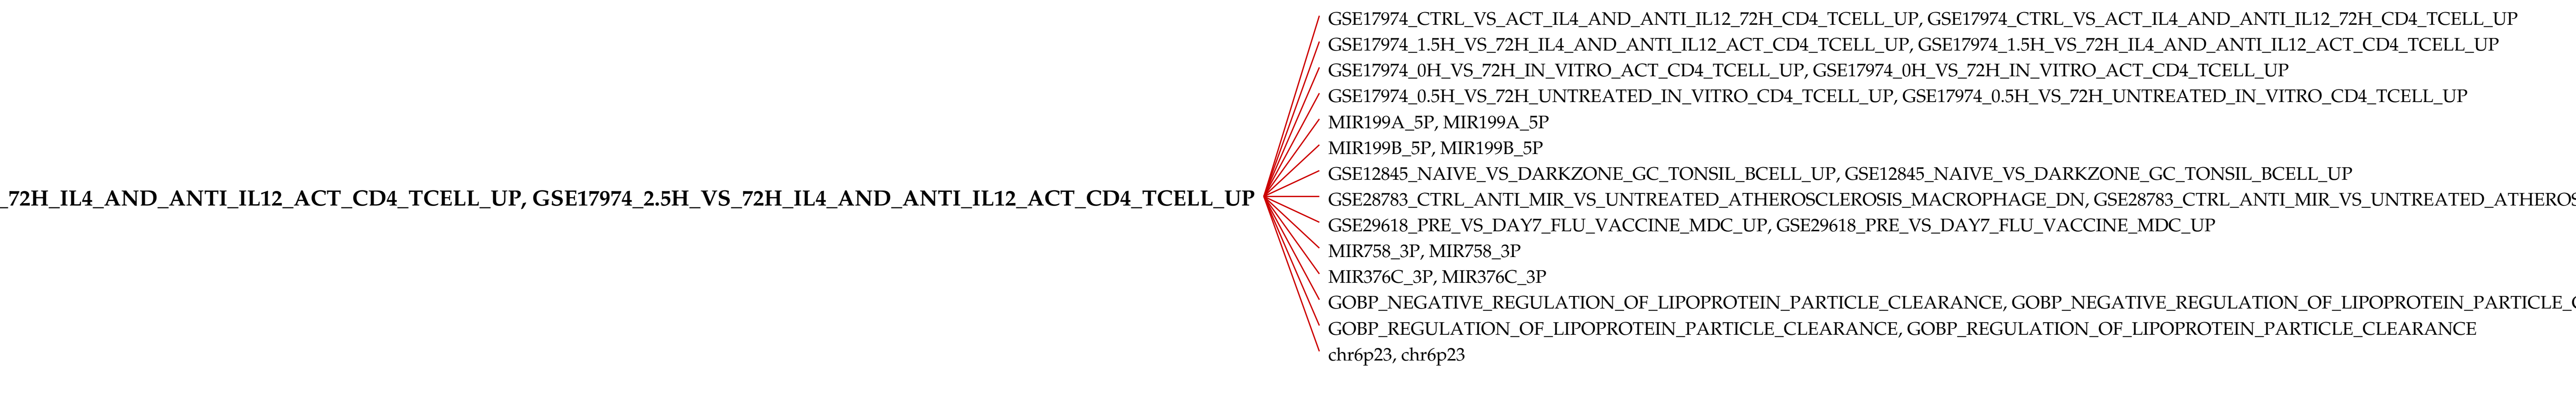 _72H_IL4_AND_ANTI_IL12_ACT_CD4_TCELL_UP, GSE17974_2.5H_VS_72H_IL4_AND_ANTI_IL12_ACT_CD4_TCELL_UP
GSE17974_CTRL_VS_ACT_IL4_AND_ANTI_IL12_72H_CD4_TCELL_UP, GSE17974_CTRL_VS_ACT_IL4_AND_ANTI_IL12_72H_CD4_TCELL_UP
GSE17974_1.5H_VS_72H_IL4_AND_ANTI_IL12_ACT_CD4_TCELL_UP, GSE17974_1.5H_VS_72H_IL4_AND_ANTI_IL12_ACT_CD4_TCELL_UP
GSE17974_0H_VS_72H_IN_VITRO_ACT_CD4_TCELL_UP, GSE17974_0H_VS_72H_IN_VITRO_ACT_CD4_TCELL_UP
GSE17974_0.5H_VS_72H_UNTREATED_IN_VITRO_CD4_TCELL_UP, GSE17974_0.5H_VS_72H_UNTREATED_IN_VITRO_CD4_TCELL_UP
MIR199A_5P, MIR199A_5P
MIR199B_5P, MIR199B_5P
GSE12845_NAIVE_VS_DARKZONE_GC_TONSIL_BCELL_UP, GSE12845_NAIVE_VS_DARKZONE_GC_TONSIL_BCELL_UP
GSE28783_CTRL_ANTI_MIR_VS_UNTREATED_ATHEROSCLEROSIS_MACROPHAGE_DN, GSE28783_CTRL_ANTI_MIR_VS_UNTREATED_ATHEROS
GSE29618_PRE_VS_DAY7_FLU_VACCINE_MDC_UP, GSE29618_PRE_VS_DAY7_FLU_VACCINE_MDC_UP
MIR758_3P, MIR758_3P
MIR376C_3P, MIR376C_3P
GOBP_NEGATIVE_REGULATION_OF_LIPOPROTEIN_PARTICLE_CLEARANCE, GOBP_NEGATIVE_REGULATION_OF_LIPOPROTEIN_PARTICLE_C
GOBP_REGULATION_OF_LIPOPROTEIN_PARTICLE_CLEARANCE, GOBP_REGULATION_OF_LIPOPROTEIN_PARTICLE_CLEARANCE
chr6p23, chr6p23